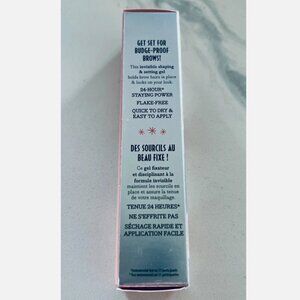 GET SET FOR
BUDGE-PROOF
BROWS!
This invisible shaping
& setting gel
holds brow hairs in place
& locks on your look.
24-HOUR*
STAYING POWER
FLAKE-FREE
QUICK TO DRY &
EASY TO APPLY
DES SOURCILS AU
BEAU FIXE !
Ce gel fixateur
et disciplinant à la
formule invisible
maintient les sourcils en
place et assure la tenue
de votre maquillage.
TENUE 24 HEURES*
NE S'EFFRITE PAS
SÉCHAGE RAPIDE ET
APPLICATION FACILE